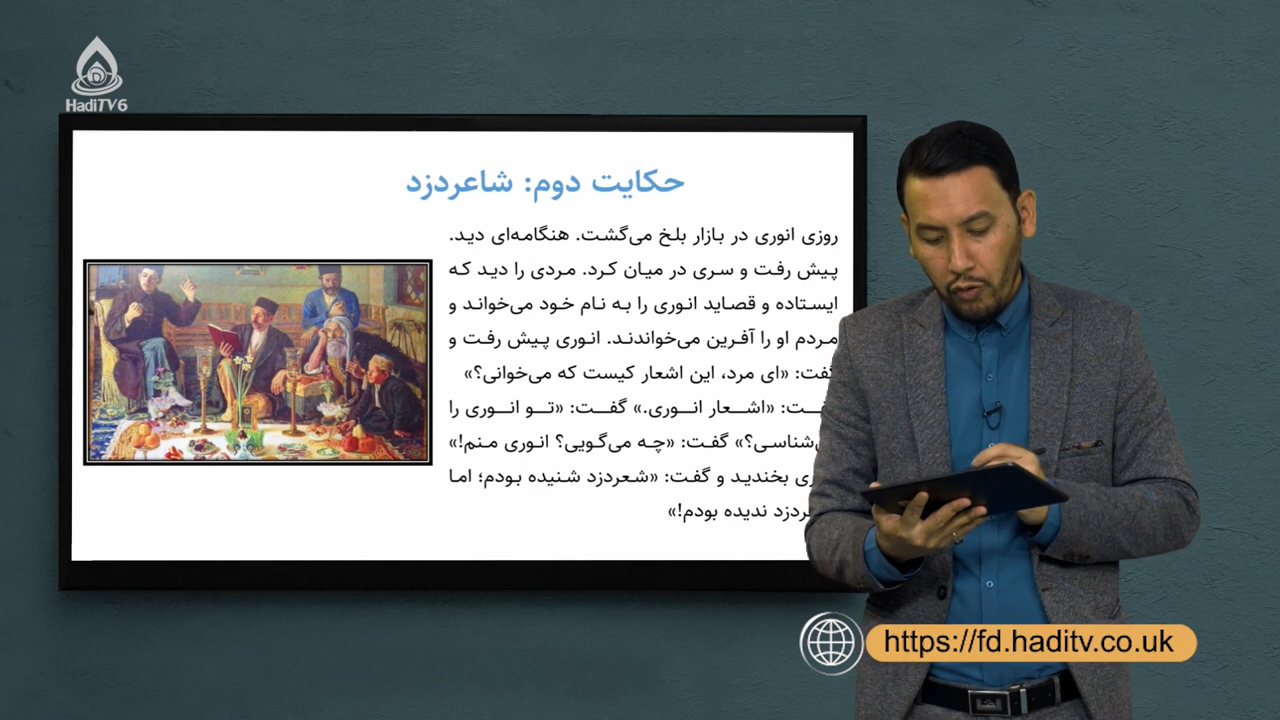 HadiTV6
حکایت دوم: شاعردزد
روزی انوری در بازار بلخ می‌گشت. هنگامه‌ای دید.
پیش رفت و سری در میان کرد. مردی را دید که
ایستاده و قصاید انوری را به نام خود می‌خواند و
مردم او را آفرین می‌خواندند. انوری پیش رفت و
گفت: «ای مرد، این اشعار کیست که می‌خوانی؟»
«اشعار انوری.» گفت: «تو انوری را
گفت: «چه می‌گویی؟ انوری منم!»
بخندید و گفت: «شعردزد شنیده بودم؛ اما
ندیده بودم!»
https://fd.haditv.co.uk